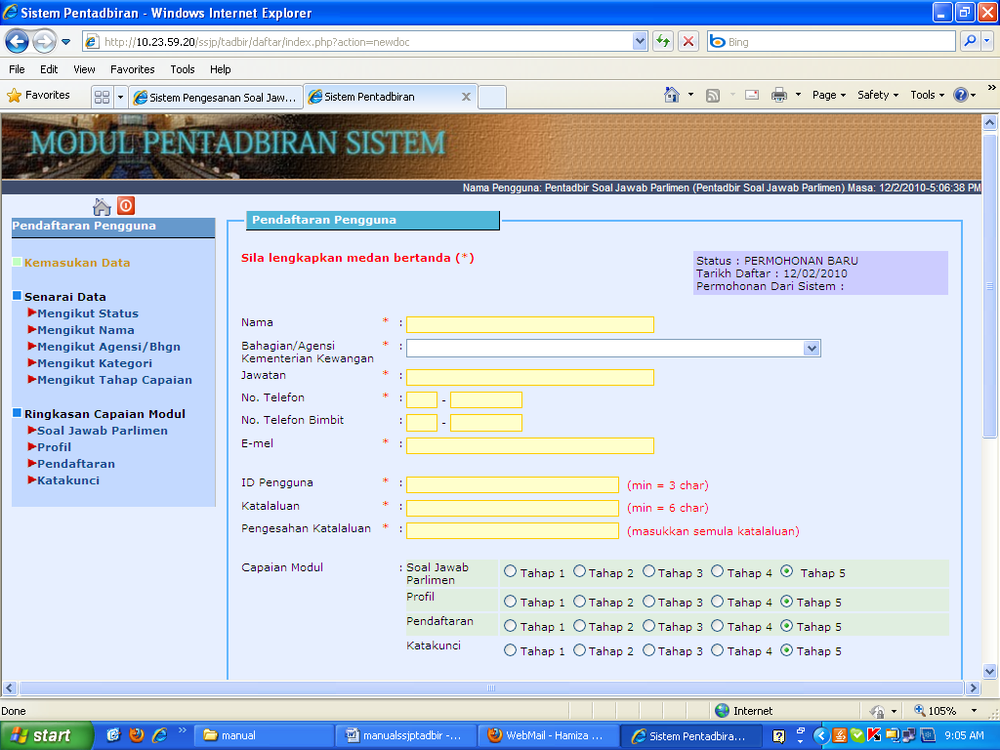 Sistem Pentadbiran - Windows Internet Explorer
http://10.23.59.20/ssjp/tadbir/daftar/index.php?action=newdoc
Bing
File Edit View Favorites Tools Help
Favorites
Sistem Pengesanan Soal Jaw...
Sistem Pentadbiran
Page Safety Tools
MODUL PENTADBIRAN SISTEM
Nama Pengguna: Pentadbir Soal Jawab Parlimen (Pentadbir Soal Jawab Parlimen) Masa: 12/2/2010-5:06:38 PM
Pendaftaran Pengguna
Kemasukan Data
Senarai Data
Mengikut Status
Mengikut Nama
Mengikut Agensi/Bhgn
Mengikut Kategori
Mengikut Tahap Capaian
Ringkasan Capaian Modul
Soal Jawab Parlimen
Profil
Pendaftaran
Katakunci
Pendaftaran Pengguna
Sila lengkapkan medan bertanda (*)
Status : PERMOHONAN BARU
Tarikh Daftar : 12/02/2010
Permohonan Dari Sistem :
Nama * :
Bahagian/Agensi * :
Kementerian Kewangan
Jawatan * :
No. Telefon * : -
No. Telefon Bimbit : -
E-mel * :
ID Pengguna * : (min = 3 char)
Katalaluan * : (min = 6 char)
Pengesahan Katalaluan * : (masukkan semula katalaluan)
Capaian Modul : Soal Jawab Parlimen Tahap 1 Tahap 2 Tahap 3 Tahap 4 Tahap 5
Profil Tahap 1 Tahap 2 Tahap 3 Tahap 4 Tahap 5
Pendaftaran Tahap 1 Tahap 2 Tahap 3 Tahap 4 Tahap 5
Katakunci Tahap 1 Tahap 2 Tahap 3 Tahap 4 Tahap 5
Done
Internet
105%
start
manual
manualssjptadbir -...
WebMail - Hamiza ...
Sistem Pentadbira...
9:05 AM